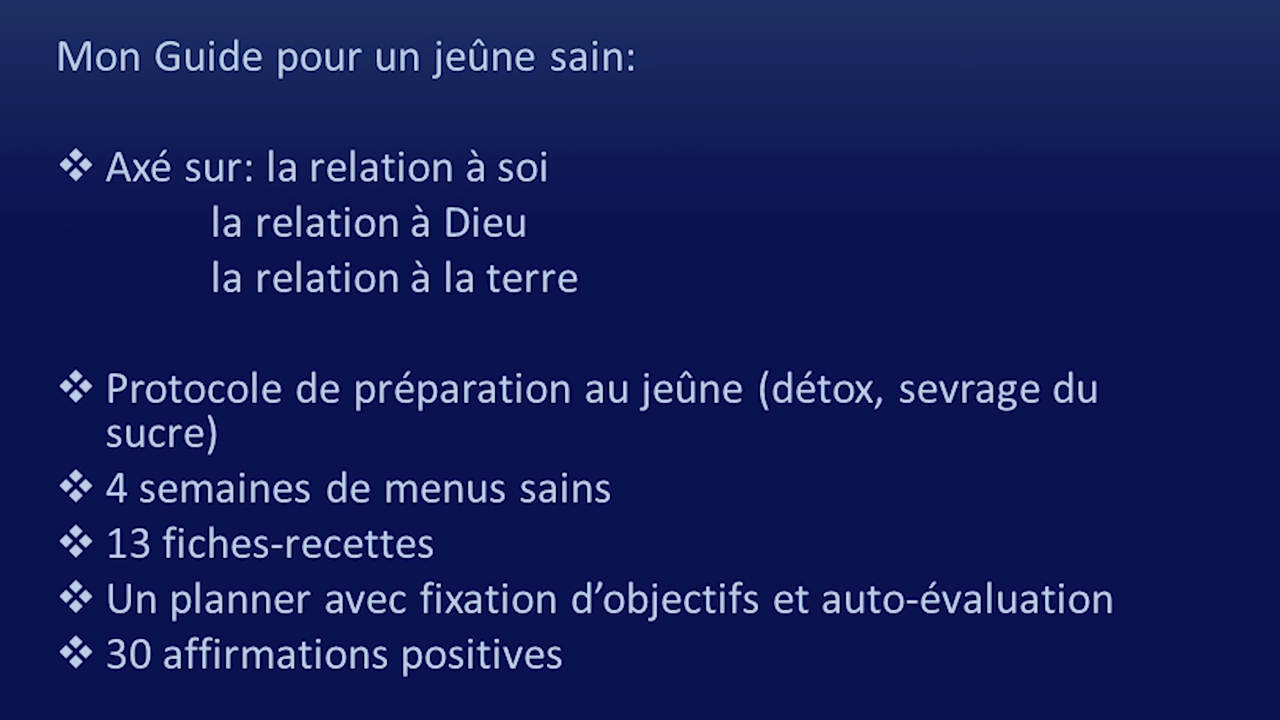 Mon Guide pour un jeûne sain:
❖ Axé sur: la relation à soi
la relation à Dieu
la relation à la terre
❖ Protocole de préparation au jeûne (détox, sevrage du
sucre)
❖ 4 semaines de menus sains
❖ 13 fiches-recettes
❖ Un planner avec fixation d’objectifs et auto-évaluation
❖ 30 affirmations positives